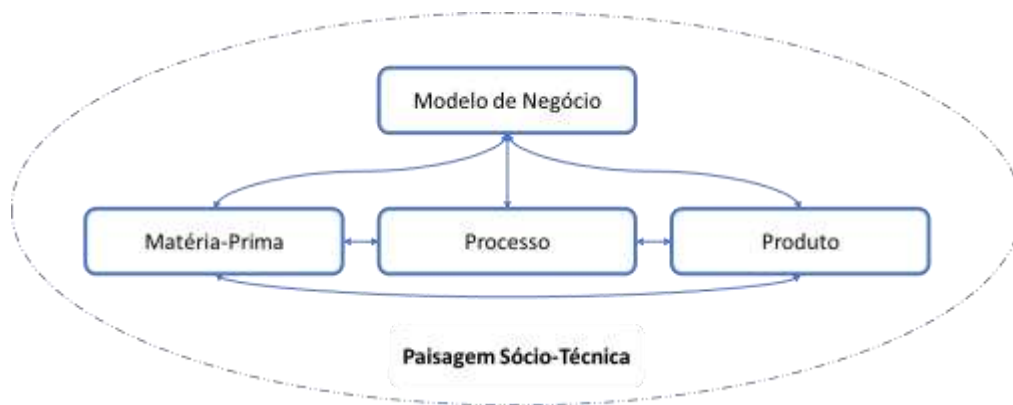 Modelo de Negócio
Matéria-Prima
Processo
Produto
Paisagem Sócio-Técnica